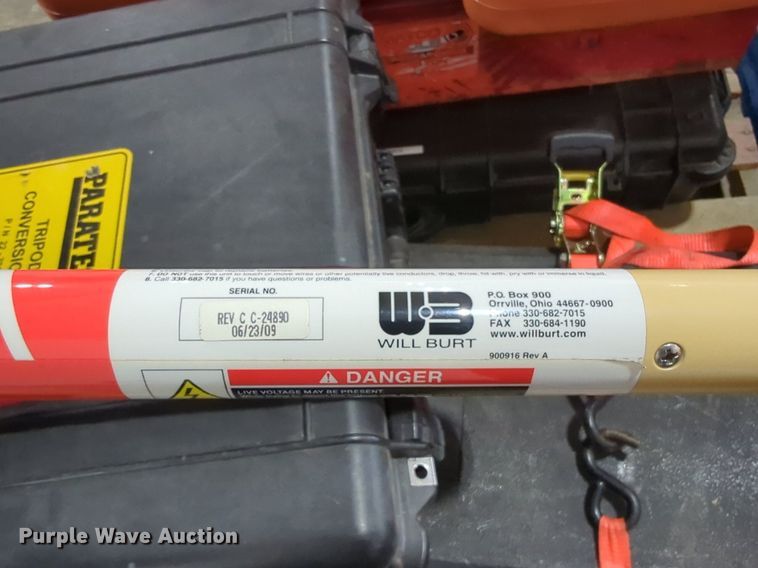 PARATE
TRIPOD
CONVERSIO
P/N 22-
7. DO NOT use this unit to touch or move wires or other potentially live conductors, drop, throw, hit with, pry with or immerse in liquid.
8. Call 330-682-7015 if you have questions or problems.
SERIAL NO.
REV C C-24890
06/23/09
WB
WILL BURT
P.O. Box 900
Orrville, Ohio 44667-0900
Phone 330-682-7015
FAX 330-684-1190
www.willburt.com
900916 Rev A
DANGER
LIVE VOLTAGE MAY BE PRESENT
Purple Wave Auction